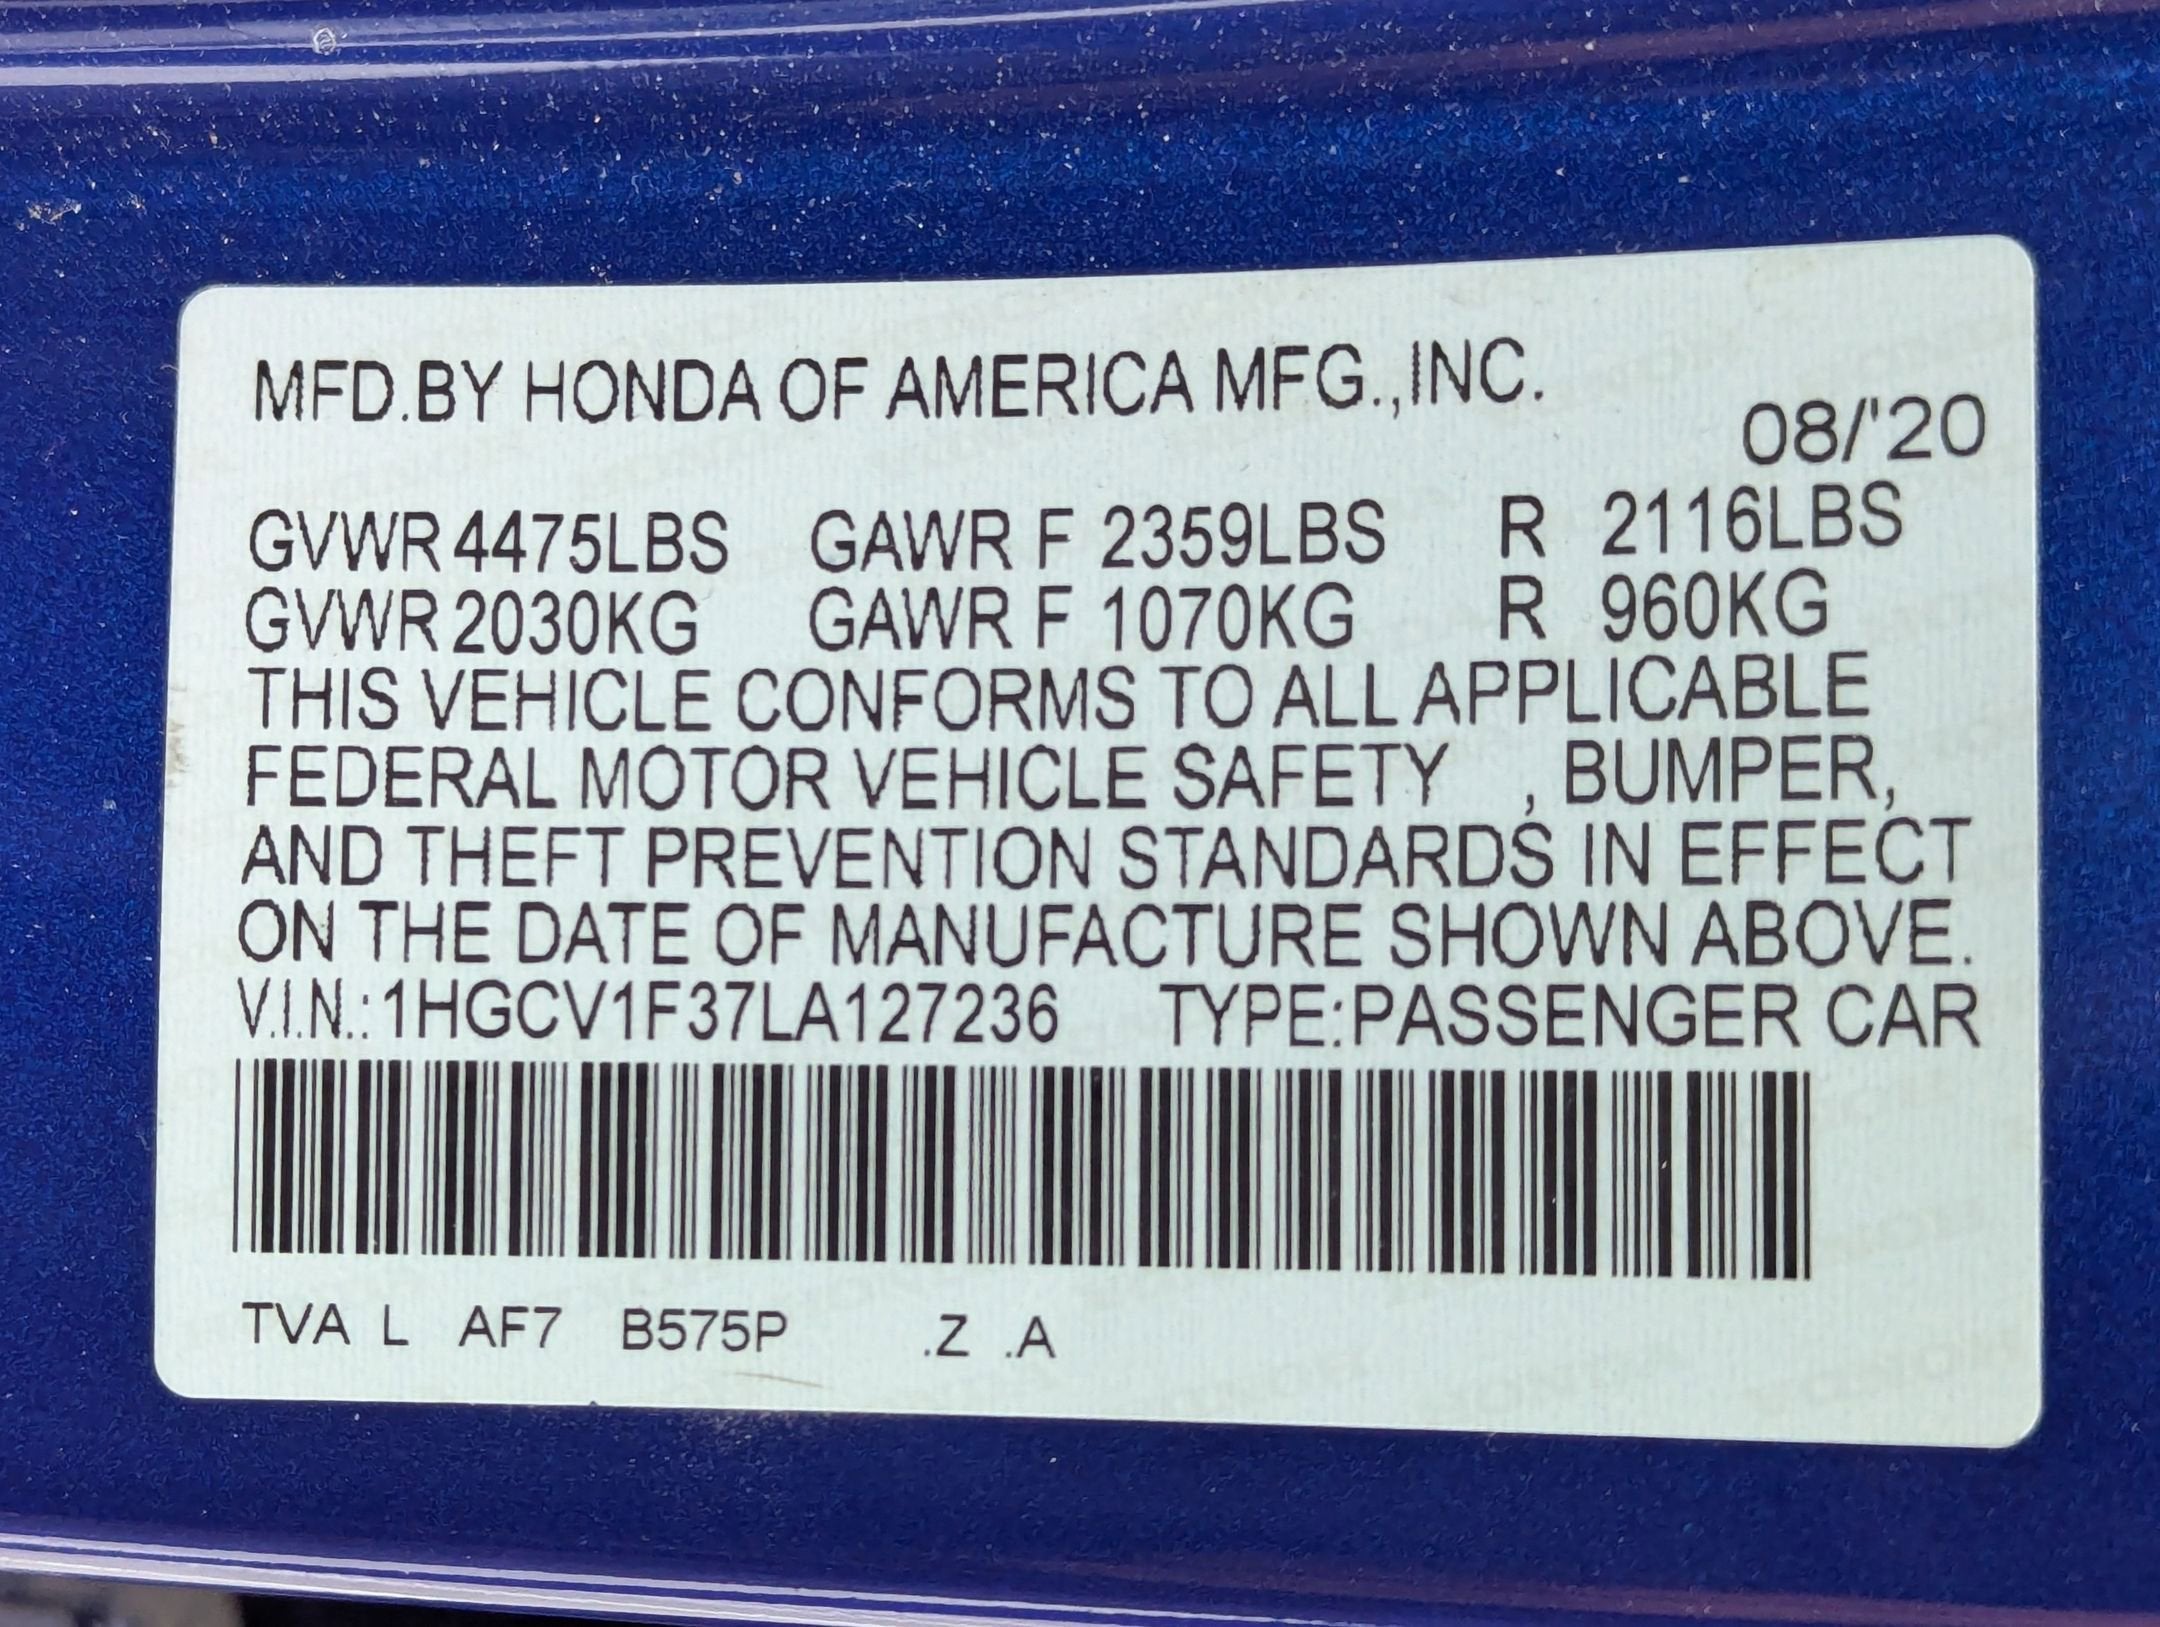 MFD.BY HONDA OF AMERICA MFG.,INC.
08/'20
GVWR 4475LBS GAWR F 2359LBS R 2116LBS
GVWR 2030KG GAWR F 1070KG R 960KG
THIS VEHICLE CONFORMS TO ALL APPLICABLE
FEDERAL MOTOR VEHICLE SAFETY , BUMPER,
AND THEFT PREVENTION STANDARDS IN EFFECT
ON THE DATE OF MANUFACTURE SHOWN ABOVE.
V.I.N.:1HGCV1F37LA127236 TYPE:PASSENGER CAR
TVA L AF7 B575P .Z .A